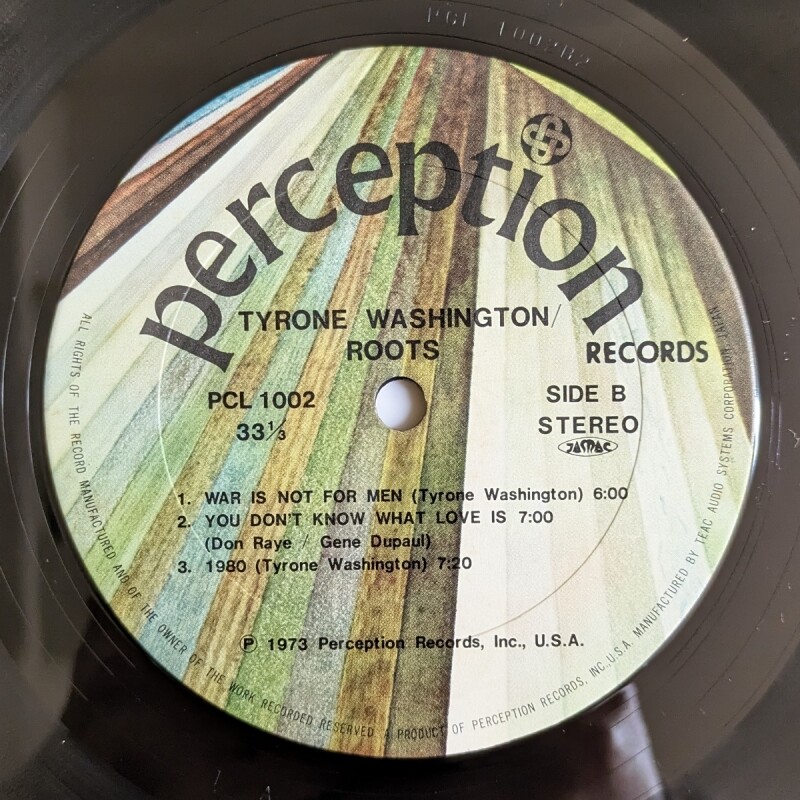 PCL 1002B2
perception
RECORDS
TYRONE WASHINGTON/
ROOTS
PCL 1002
33⅓
SIDE B
STEREO
JASRAC
1. WAR IS NOT FOR MEN (Tyrone Washington) 6:00
2. YOU DON'T KNOW WHAT LOVE IS 7:00
(Don Raye / Gene Dupaul)
3. 1980 (Tyrone Washington) 7:20
Ⓟ 1973 Perception Records, Inc., U.S.A.
ALL RIGHTS OF THE RECORD MANUFACTURED AND OF THE OWNER OF THE WORK RECORDED RESERVED. A PRODUCT OF PERCEPTION RECORDS, INC., U.S.A. MANUFACTURED BY TEAC AUDIO SYSTEMS CORPORATION JAPAN